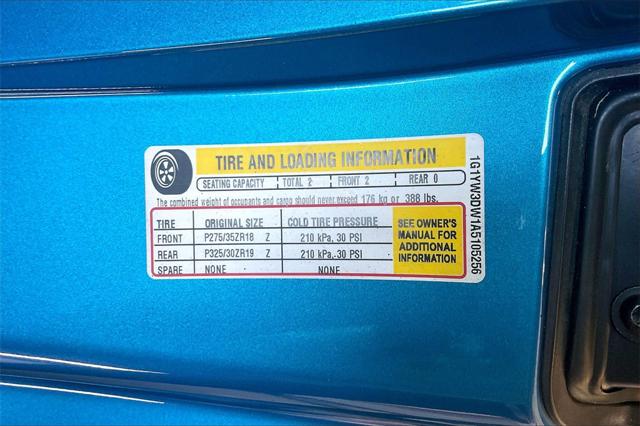 TIRE AND LOADING INFORMATION
SEATING CAPACITY TOTAL 2 FRONT 2 REAR 0
The combined weight of occupants and cargo should never exceed 176 kg or 388 lbs.
TIRE ORIGINAL SIZE COLD TIRE PRESSURE
FRONT P275/35ZR18 Z 210 kPa, 30 PSI
REAR P325/30ZR19 Z 210 kPa, 30 PSI
SPARE NONE NONE
SEE OWNER'S
MANUAL FOR
ADDITIONAL
INFORMATION
1G1YW3DW1A5105256